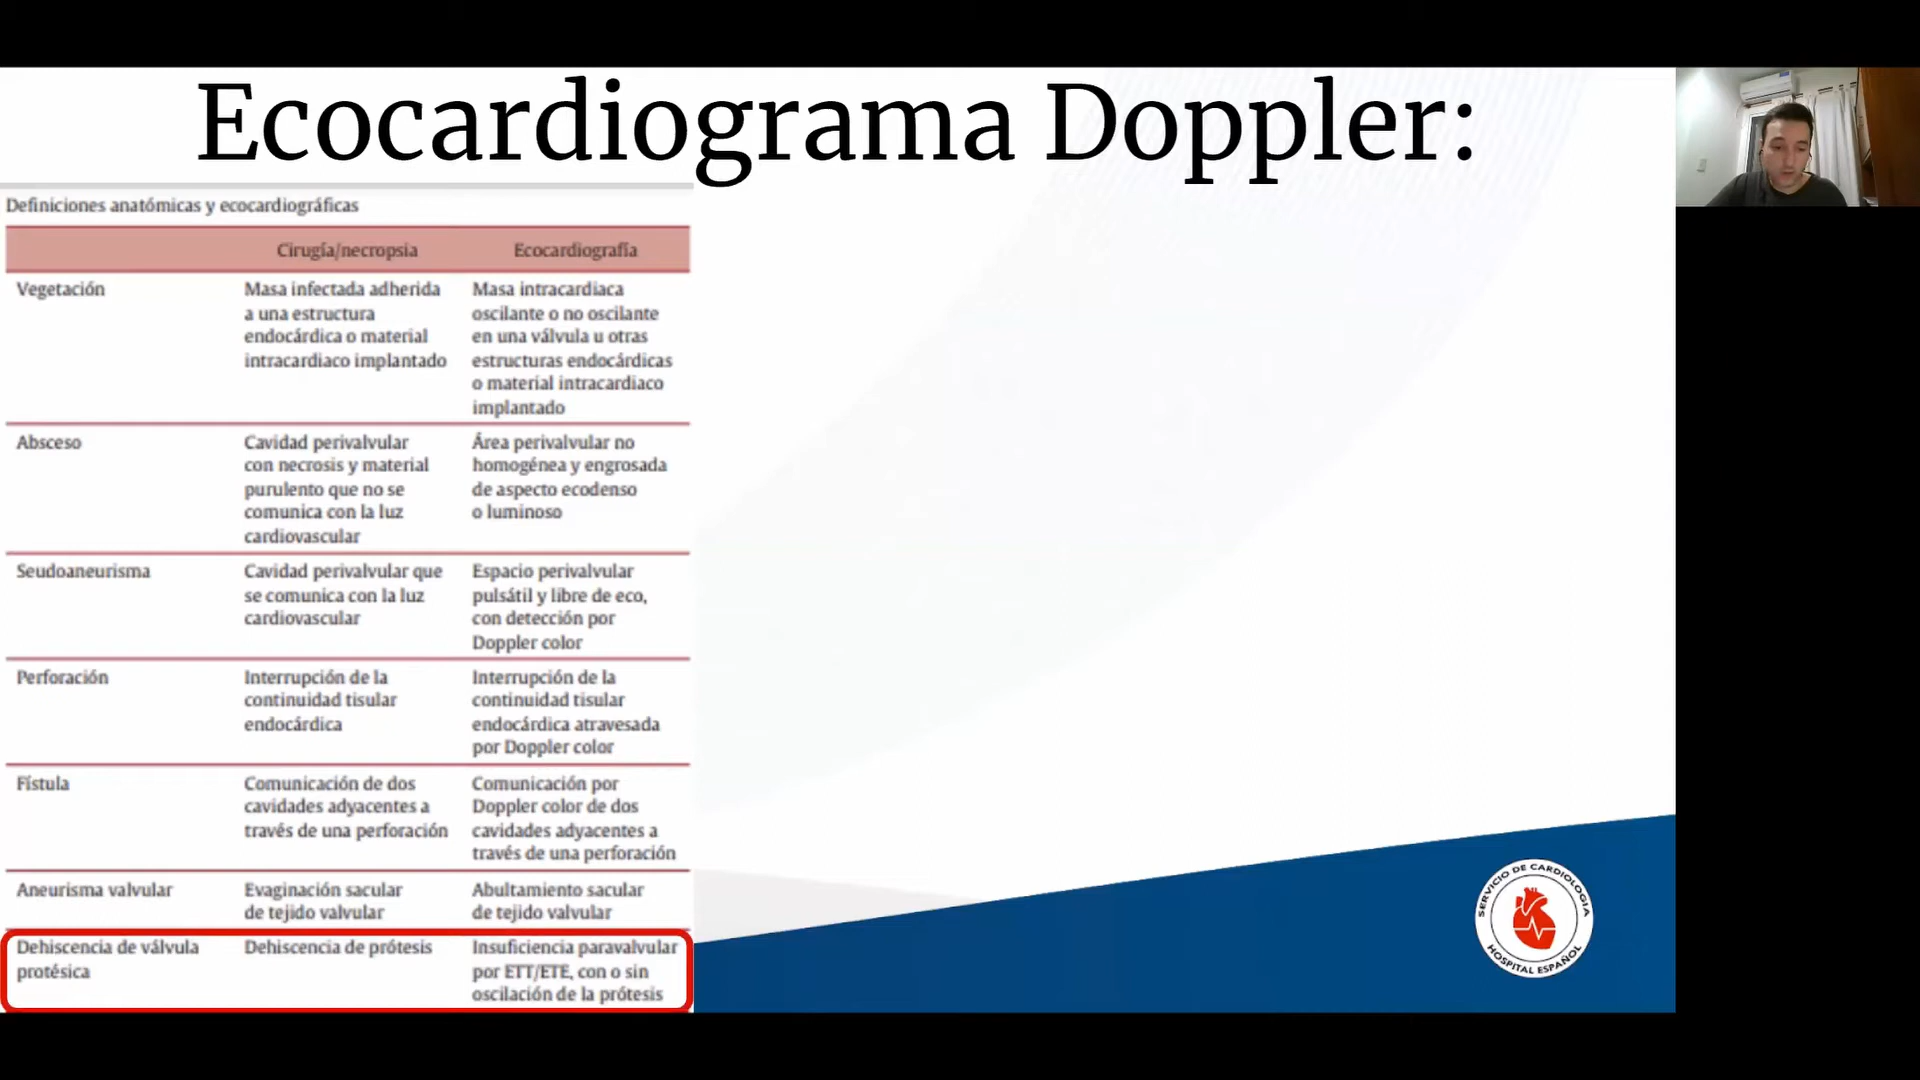 Ecocardiograma Doppler:
Definiciones anatómicas y ecocardiográficas
Cirugía/necropsia Ecocardiografía
Vegetación
Masa infectada adherida
a una estructura
endocárdica o material
intracardiaco implantado
Masa intracardiaca
oscilante o no oscilante
en una válvula u otras
estructuras endocárdicas
o material intracardiaco
implantado
Absceso
Cavidad perivalvular
con necrosis y material
purulento que no se
comunica con la luz
cardiovascular
Área perivalvular no
homogénea y engrosada
de aspecto ecodenso
o luminoso
Seudoaneurisma
Cavidad perivalvular que
se comunica con la luz
cardiovascular
Espacio perivalvular
pulsátil y libre de eco,
con detección por
Doppler color
Perforación
Interrupción de la
continuidad tisular
endocárdica
Interrupción de la
continuidad tisular
endocárdica atravesada
por Doppler color
Fístula
Comunicación de dos
cavidades adyacentes a
través de una perforación
Comunicación por
Doppler color de dos
cavidades adyacentes a
través de una perforación
Aneurisma valvular
Evaginación sacular
de tejido valvular
Abultamiento sacular
de tejido valvular
Dehiscencia de válvula
protésica
Dehiscencia de prótesis
Insuficiencia paravalvular
por ETT/ETE, con o sin
oscilación de la prótesis
SERVICIO DE CARDIOLOGIA
HOSPITAL ESPAÑOL